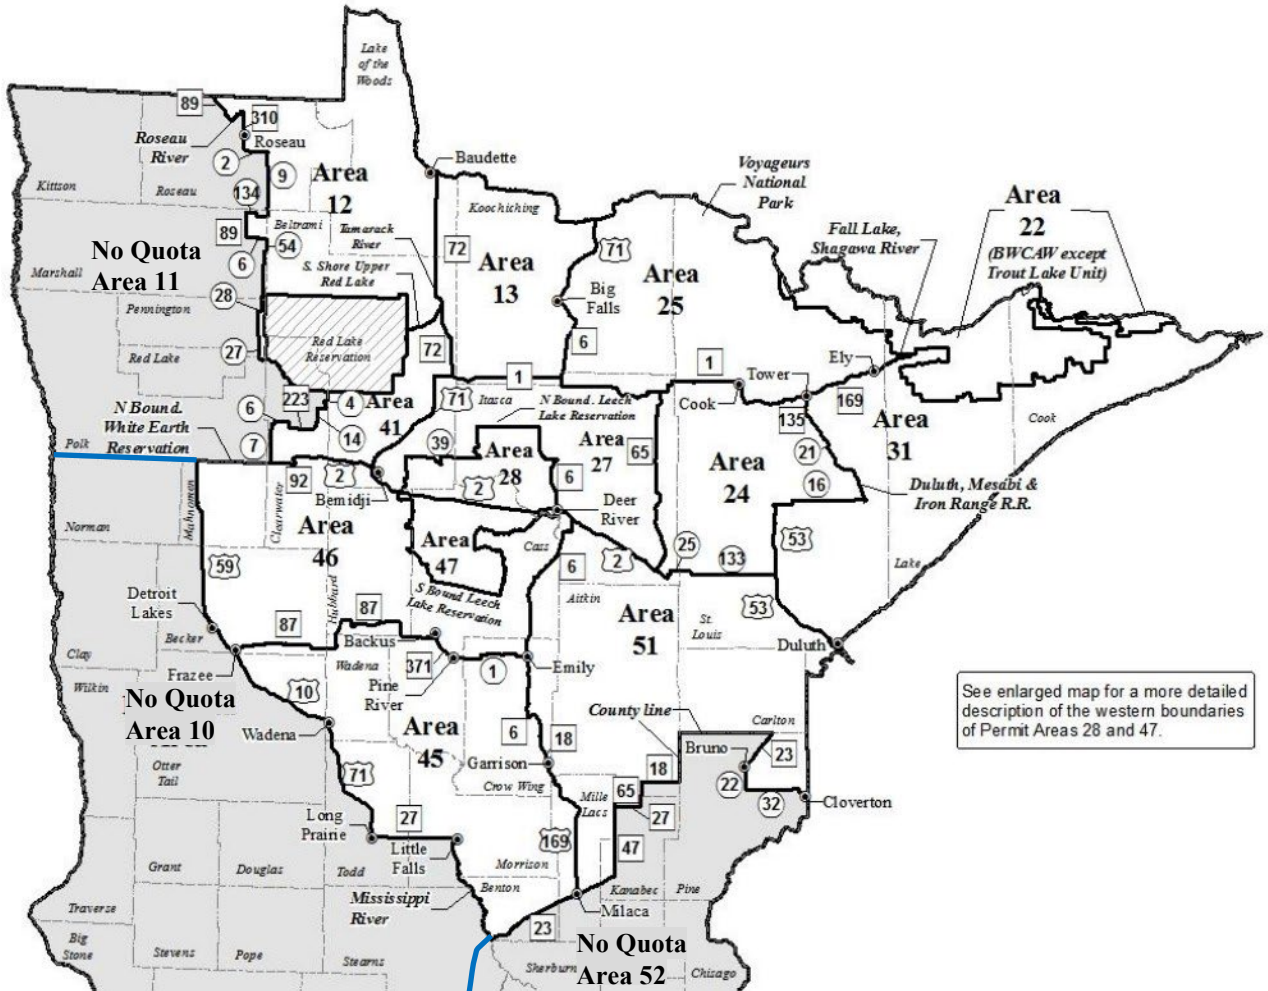 Lake
of the
Woods
89
310
Roseau
River
Roseau
2
9
Area
12
Baudette
Kittson
Roseau
134
Koochiching
Voyageurs
National
Park
Area
22
(BWCAW except
Trout Lake Unit)
Fall Lake,
Shagawa River
Beltrami
Tamarack
River
89
54
72
71
No Quota
Area 11
6
S. Shore Upper
Red Lake
Area
13
Area
25
Marshall
28
Big
Falls
Pennington
Red Lake
Reservation
Red Lake
27
72
6
1
Ely
Tower
1
223
4
Area
41
71
Itasca
N Bound. Leech
Lake Reservation
Cook
169
Cook
N Bound.
White Earth
Reservation
6
14
39
135
Area
31
Polk
7
Area
28
Area
27
65
21
Area
24
92
2
Bemidji
2
6
16
Duluth, Mesabi &
Iron Range R.R.
Mahnomen
Clearwater
Deer
River
Norman
Area
46
Area
47
Cass
53
25
133
2
Lake
59
6
Aitkin
Detroit
Lakes
Hubbard
S Bound Leech
Lake Reservation
53
87
87
Area
51
St.
Louis
Becker
Backus
Duluth
Clay
Frazee
Wadena
371
1
Emily
Wilkin
Pine
River
See enlarged map for a more detailed
description of the western boundaries
of Permit Areas 28 and 47.
No Quota
Area 10
10
County line
Carlton
Wadena
Area
45
6
18
Bruno
23
Otter
Tail
Garrison
18
71
Crow Wing
Mille
Lacs
65
22
32
Cloverton
Long
Prairie
27
27
Little
Falls
169
47
Grant
Douglas
Todd
Morrison
Mississippi
River
Benton
Kanabec
Pine
Traverse
Milaca
Big
Stone
23
No Quota
Area 52
Stevens
Pope
Stearns
Sherburn
Chisago